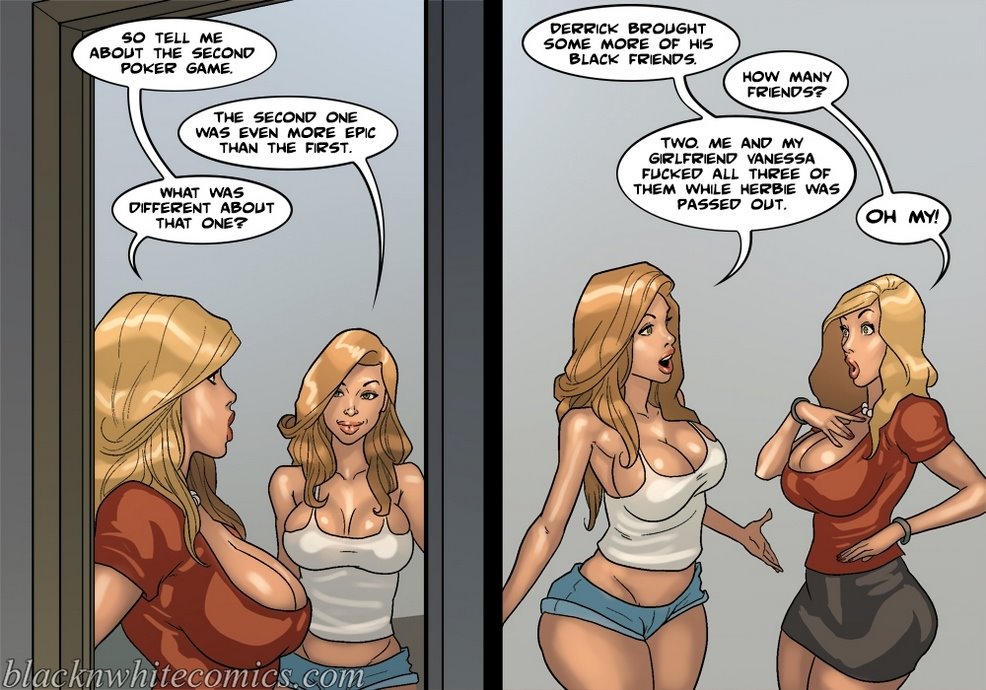 SO TELL ME
ABOUT THE SECOND
POKER GAME.
THE SECOND ONE
WAS EVEN MORE EPIC
THAN THE FIRST.
WHAT WAS
DIFFERENT ABOUT
THAT ONE?
DERRICK BROUGHT
SOME MORE OF HIS
BLACK FRIENDS.
HOW MANY
FRIENDS?
TWO. ME AND MY
GIRLFRIEND VANESSA
FUCKED ALL THREE OF
THEM WHILE HERBIE WAS
PASSED OUT.
OH MY!
blacknwhitecomics.com